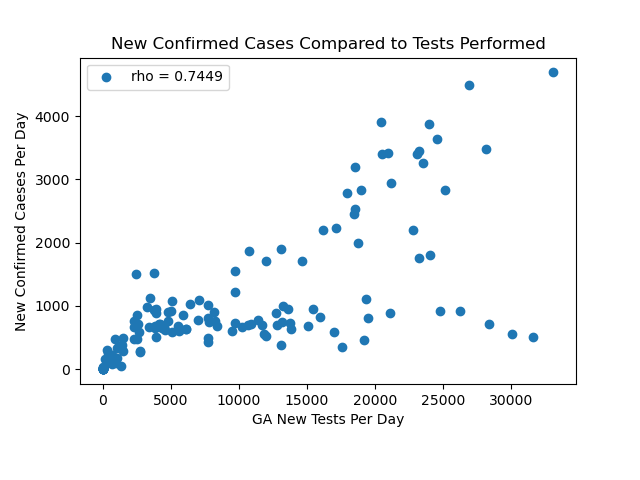 New Confirmed Cases Compared to Tests Performed
rho = 0.7449
New Confirmed Caeses Per Day
4000
3000
2000
1000
0
0 5000 10000 15000 20000 25000 30000
GA New Tests Per Day